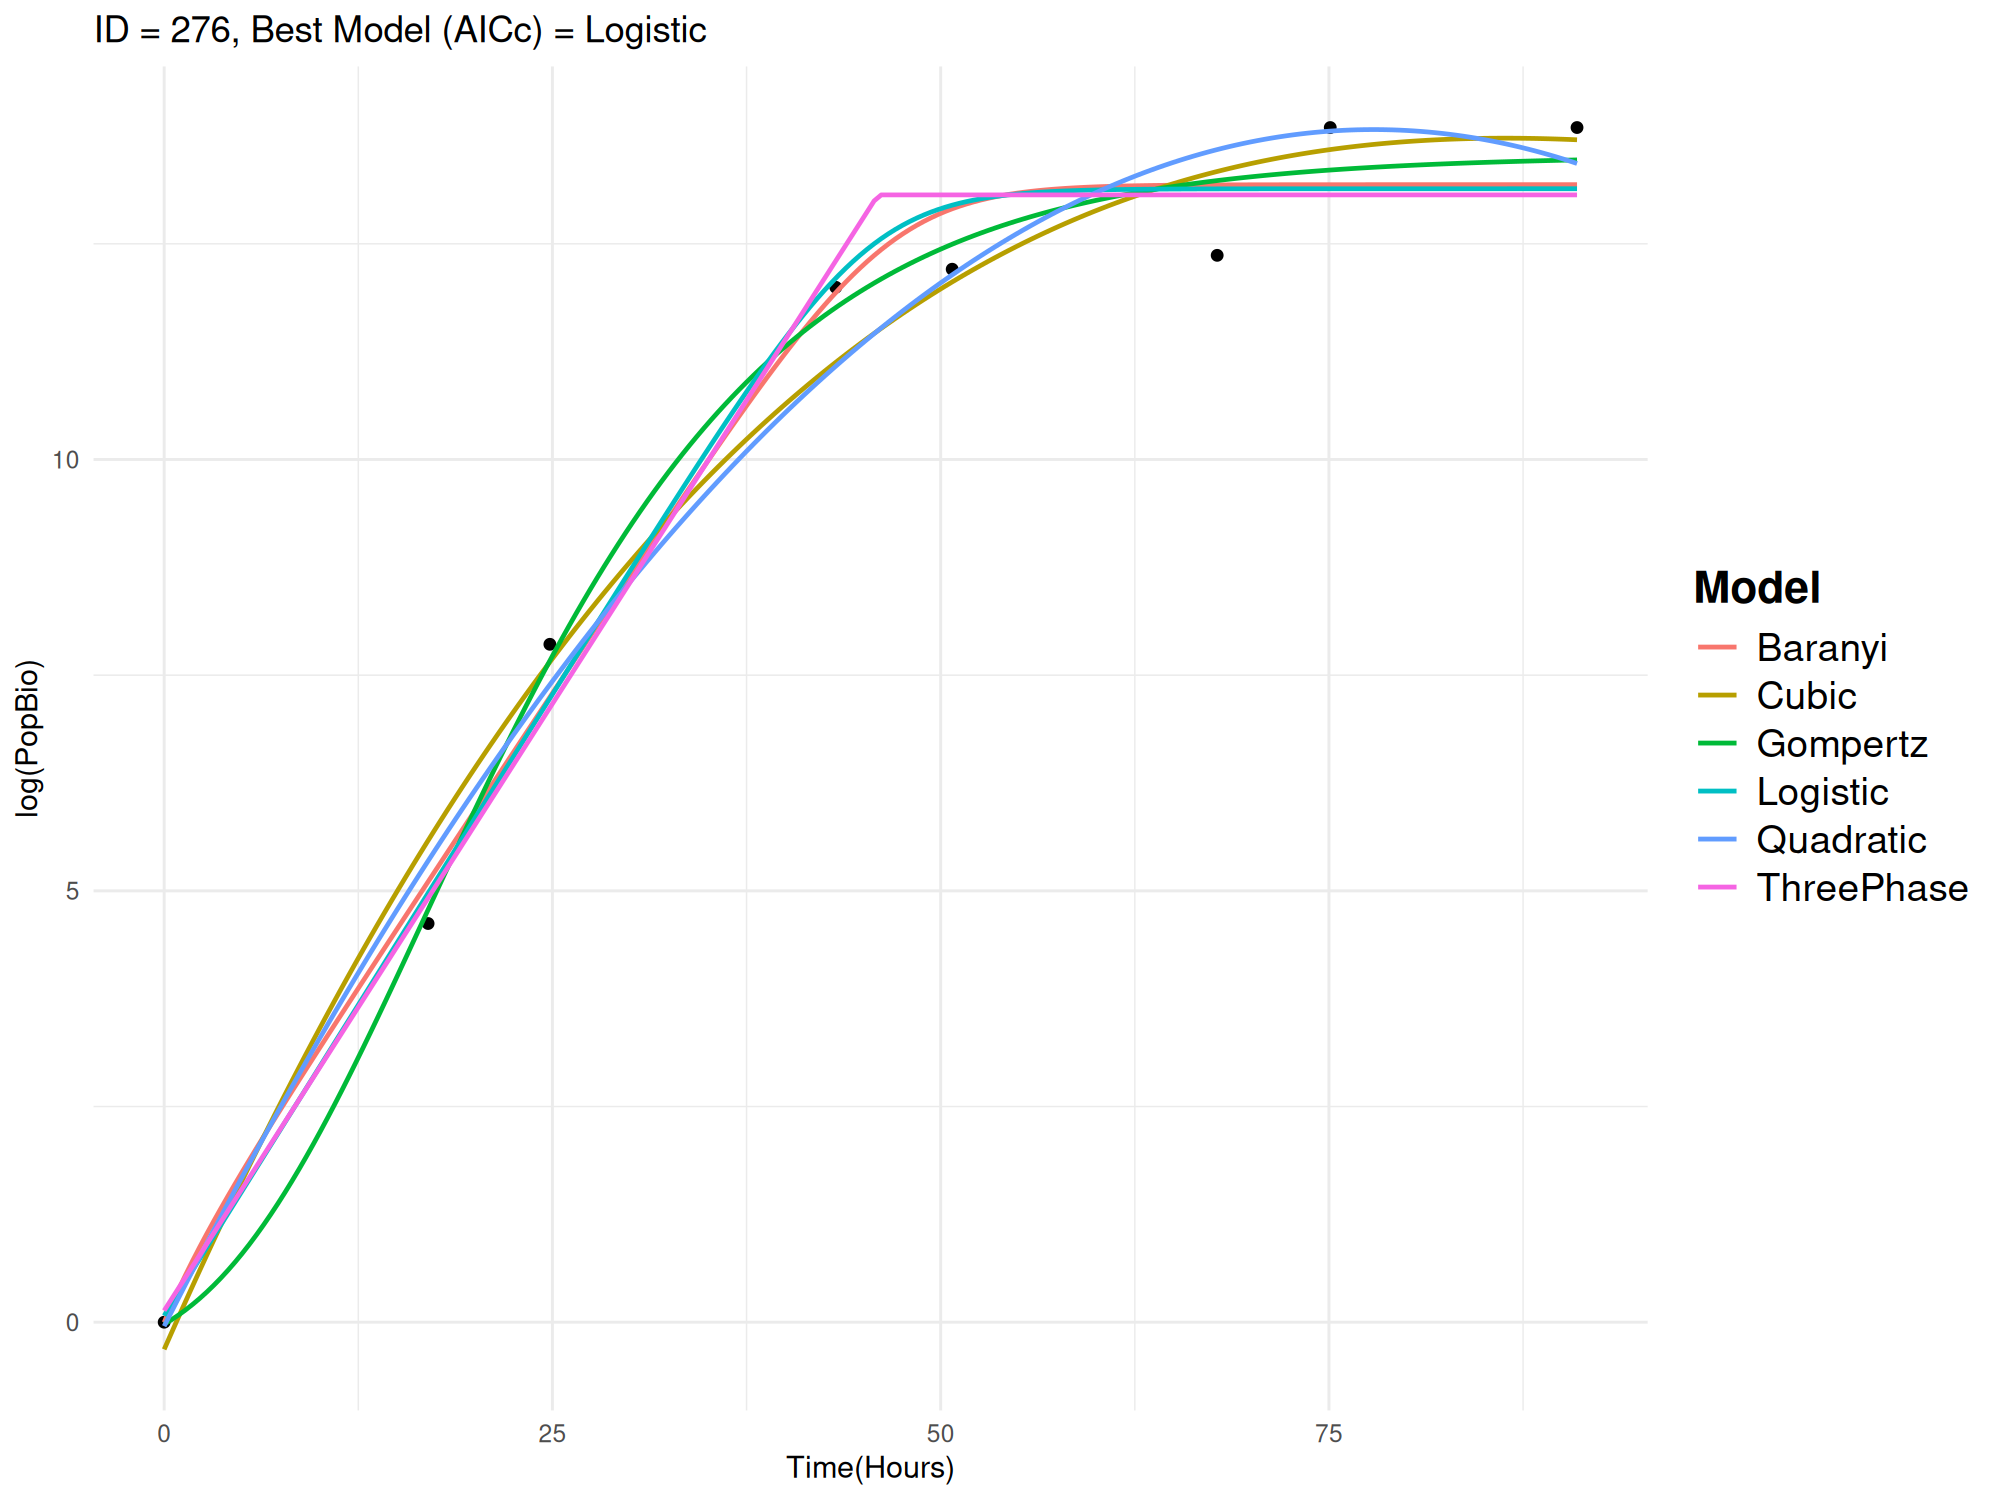 ID = 276, Best Model (AICc) = Logistic
log(PopBio)
10
5
0
0
25
50
75
Time(Hours)
Model
Baranyi
Cubic
Gompertz
Logistic
Quadratic
ThreePhase